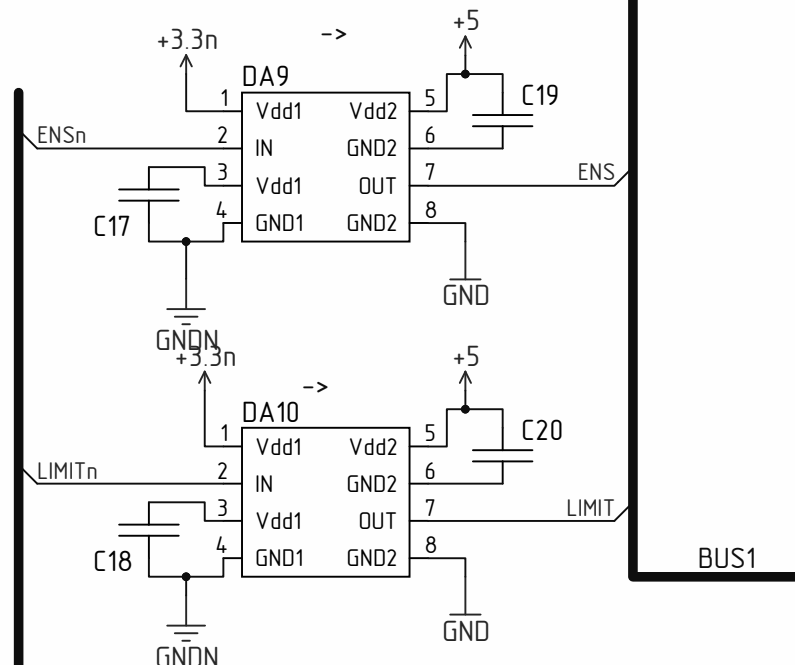 +3.3n
->
+5
DA9
C19
1
Vdd1
Vdd2
5
ENSn
2
IN
GND2
6
3
Vdd1
OUT
7
ENS
C17
4
GND1
GND2
8
GND
GNDN
+3.3n
->
+5
DA10
C20
1
Vdd1
Vdd2
5
LIMITn
2
IN
GND2
6
3
Vdd1
OUT
7
LIMIT
C18
4
GND1
GND2
8
BUS1
GND
GNDN